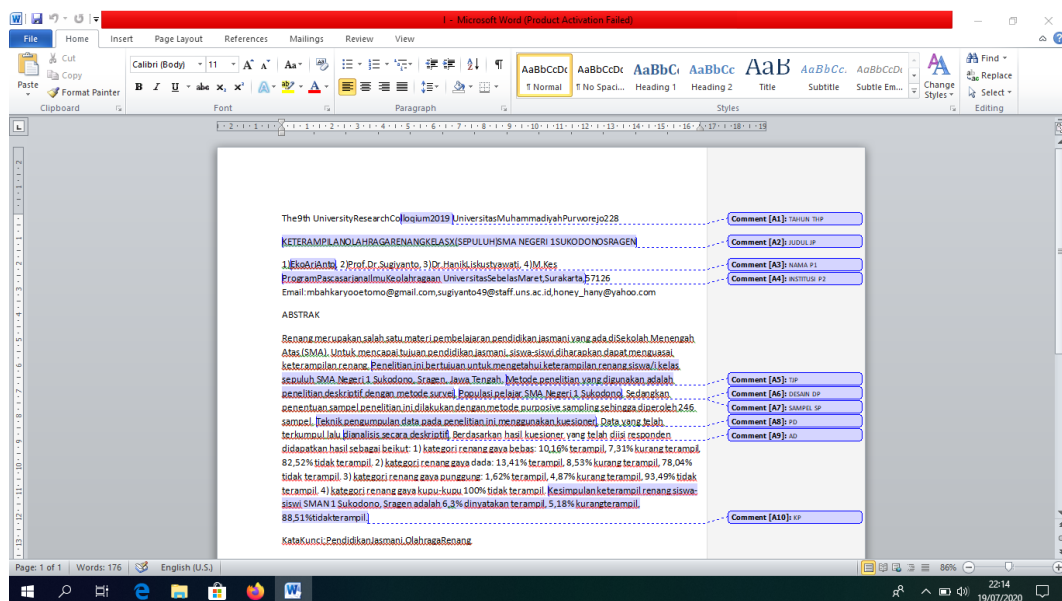 I - Microsoft Word (Product Activation Failed)
File Home Insert Page Layout References Mailings Review View
Cut
Copy
Format Painter
Paste
Clipboard
Calibri (Body) 11
Font
Paragraph
AaBbCcDc AaBbCcDc AaBbC AaBbCc AaB AaBbCc. AaBbCcDi
¶ Normal ¶ No Spaci... Heading 1 Heading 2 Title Subtitle Subtle Em...
Change Styles
Styles
Find
Replace
Select
Editing
The9th UniversityResearchColloqium2019 UniversitasMuhammadiyahPurworejo228
KETERAMPILANOLAHRAGARENANGKELASX(SEPULUH)SMA NEGERI 1SUKODONOSRAGEN
1)EkoAriAnto, 2)Prof.Dr.Sugiyanto, 3)Dr.HanikLiskustyawati, 4)M.Kes
ProgramPascasarjanaIlmuKeolahragaan UniversitasSebelasMaret,Surakarta,57126
Email:mbahkaryooetomo@gmail.com,sugiyanto49@staff.uns.ac.id,honey_hany@yahoo.com
ABSTRAK
Renang merupakan salah satu materi pembelajaran pendidikan jasmani yang ada diSekolah Menengah
Atas (SMA). Untuk mencapai tujuan pendidikan jasmani, siswa-siswi diharapkan dapat menguasai
keterampilan renang. Penelitian ini bertujuan untuk mengetahui keterampilan renang siswa/i kelas
sepuluh SMA Negeri 1 Sukodono, Sragen, Jawa Tengah. Metode penelitian yang digunakan adalah
penelitian deskriptif dengan metode survei. Populasi pelajar SMA Negeri 1 Sukodono. Sedangkan
penentuan sampel penelitian ini dilakukan dengan metode purposive sampling sehingga diperoleh 246
sampel. Teknik pengumpulan data pada penelitian ini menggunakan kuesioner. Data yang telah
terkumpul lalu dianalisis secara deskriptif. Berdasarkan hasil kuesioner yang telah diisi responden
didapatkan hasil sebagai beikut: 1) kategori renang gaya bebas: 10,16% terampil, 7,31% kurang terampil,
82,52% tidak terampil, 2) kategori renang gaya dada: 13,41% terampil, 8,53% kurang terampil, 78,04%
tidak terampil, 3) kategori renang gaya punggung: 1,62% terampil, 4,87% kurang terampil, 93,49% tidak
terampil, 4) kategori renang gaya kupu-kupu 100% tidak terampil. Kesimpulan keterampil renang siswa-
siswi SMAN 1 Sukodono, Sragen adalah 6,3% dinyatakan terampil, 5,18% kurangterampil,
88,51%tidakterampil.
KataKunci:PendidikanJasmani,OlahragaRenang
Comment [A1]: TAHUN THP
Comment [A2]: JUDUL JP
Comment [A3]: NAMA P1
Comment [A4]: INSTITUSI P2
Comment [A5]: TJP
Comment [A6]: DESAIN DP
Comment [A7]: SAMPEL SP
Comment [A8]: PD
Comment [A9]: AD
Comment [A10]: KP
Page: 1 of 1 Words: 176 English (U.S.) 86%
22:14
19/07/2020